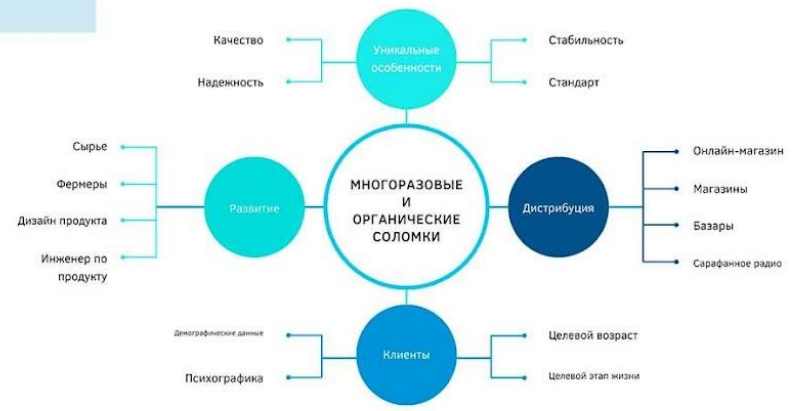 Качество
Надежность
Уникальные
особенности
Стабильность
Стандарт
Сырье
Фермеры
Дизайн продукта
Инженер по
продукту
Развитие
МНОГОРАЗОВЫЕ
И
ОРГАНИЧЕСКИЕ
СОЛОМКИ
Дистрибуция
Онлайн-магазин
Магазины
Базары
Сарафанное радио
Демографические данные
Психографика
Клиенты
Целевой возраст
Целевой этап жизни